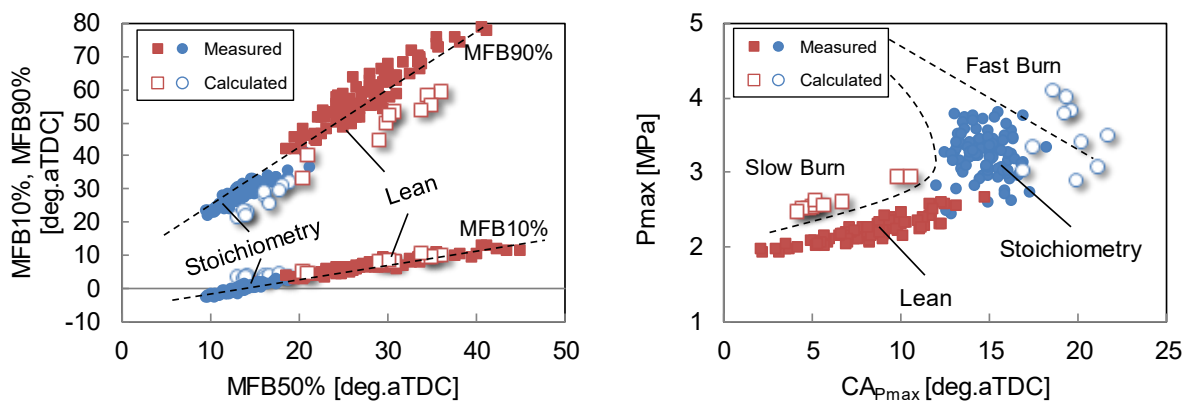 80
70
60
50
40
30
20
10
0
-10
MFB10%, MFB90%
[deg.aTDC]
Measured
Calculated
MFB90%
Lean
Stoichiometry
MFB10%
0
10
20
30
40
50
MFB50% [deg.aTDC]
5
4
3
2
1
Pmax [MPa]
Measured
Calculated
Fast Burn
Slow Burn
Stoichiometry
Lean
0
5
10
15
20
25
CAPmax [deg.aTDC]